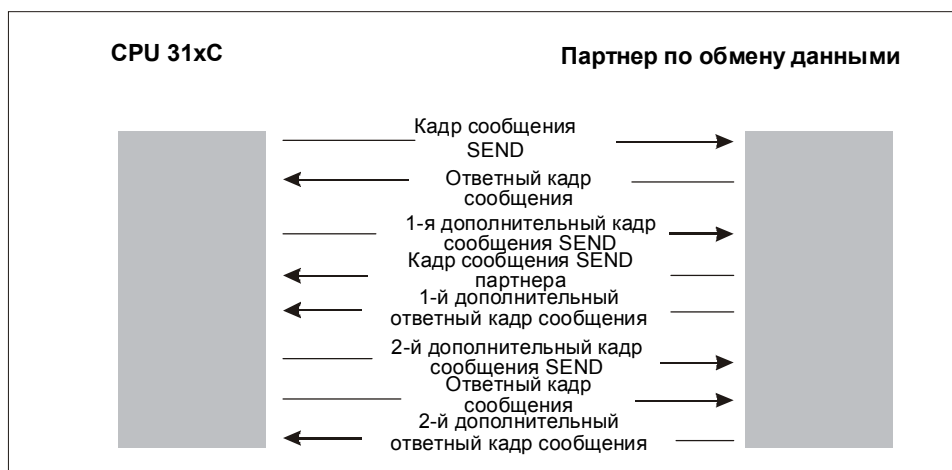 CPU 31xC
Партнер по обмену данными
Кадр сообщения
SEND
Ответный кадр
сообщения
1-я дополнительный кадр
сообщения SEND
Кадр сообщения SEND
партнера
1-й дополнительный
ответный кадр сообщения
2-й дополнительный кадр
сообщения SEND
Ответный кадр
сообщения
2-й дополнительный
ответный кадр сообщения